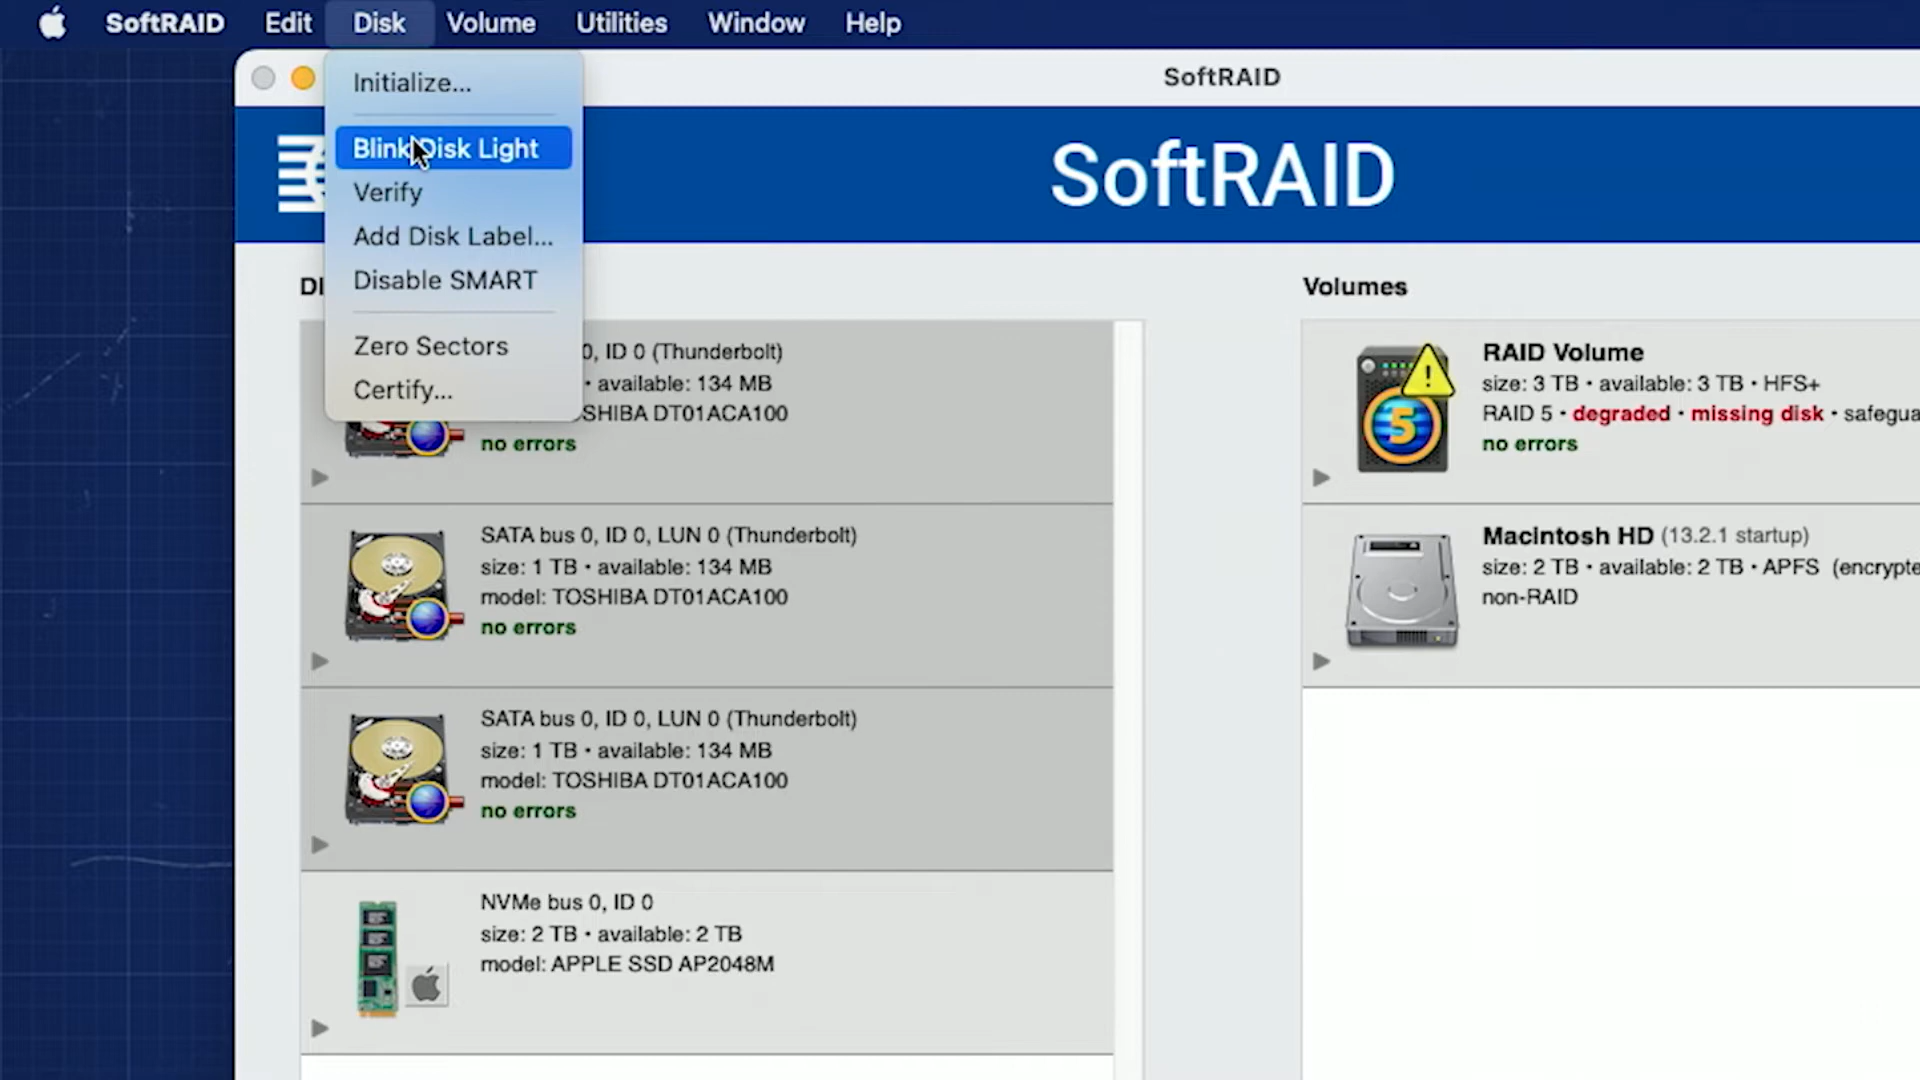 SoftRAID Edit Disk Volume Utilities Window Help
SoftRAID
Initialize...
Blink Disk Light
Verify
Add Disk Label...
Disable SMART
Zero Sectors
Certify...
SoftRAID
Volumes
0, ID 0 (Thunderbolt)
• available: 134 MB
SHIBA DT01ACA100
no errors
SATA bus 0, ID 0, LUN 0 (Thunderbolt)
size: 1 TB • available: 134 MB
model: TOSHIBA DT01ACA100
no errors
SATA bus 0, ID 0, LUN 0 (Thunderbolt)
size: 1 TB • available: 134 MB
model: TOSHIBA DT01ACA100
no errors
NVMe bus 0, ID 0
size: 2 TB • available: 2 TB
model: APPLE SSD AP2048M
RAID Volume
size: 3 TB • available: 3 TB • HFS+
RAID 5 • degraded • missing disk • safegua
no errors
5
Macintosh HD (13.2.1 startup)
size: 2 TB • available: 2 TB • APFS (encrypte
non-RAID